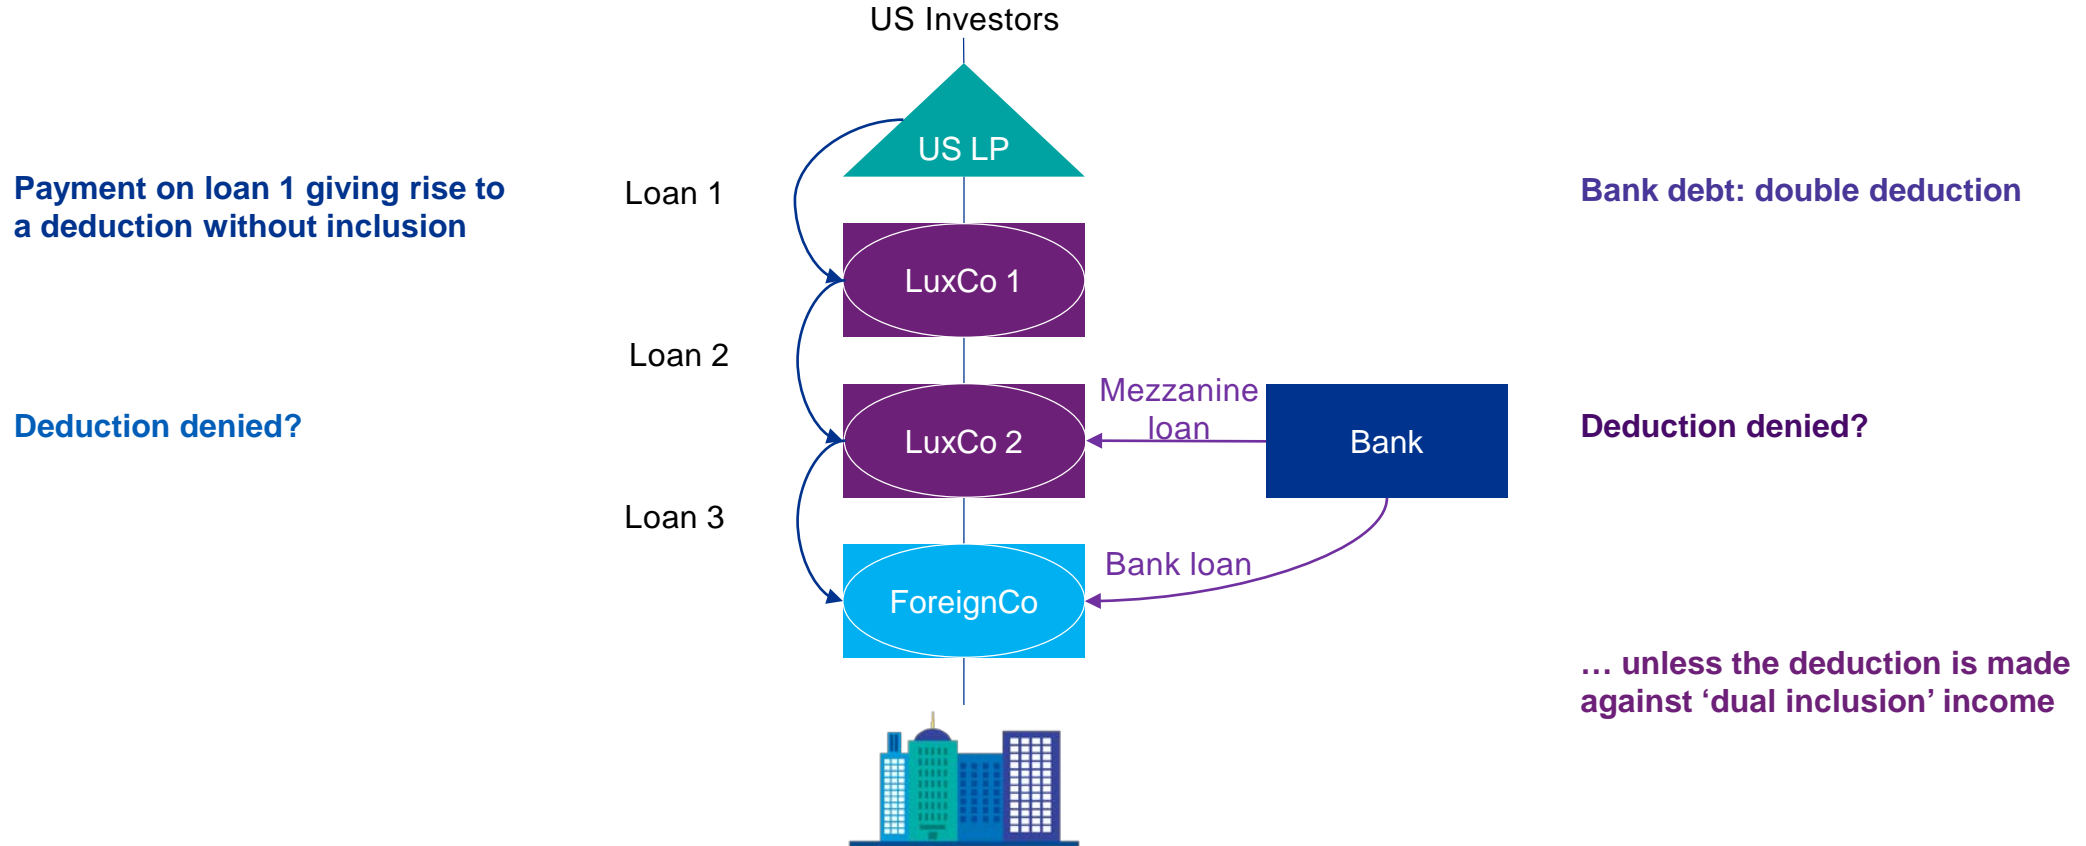 US Investors
US LP
Payment on loan 1 giving rise to
a deduction without inclusion
Loan 1
Bank debt: double deduction
LuxCo 1
Loan 2
Mezzanine
loan
Deduction denied?
LuxCo 2
Bank
Deduction denied?
Loan 3
Bank loan
ForeignCo
… unless the deduction is made
against ‘dual inclusion’ income